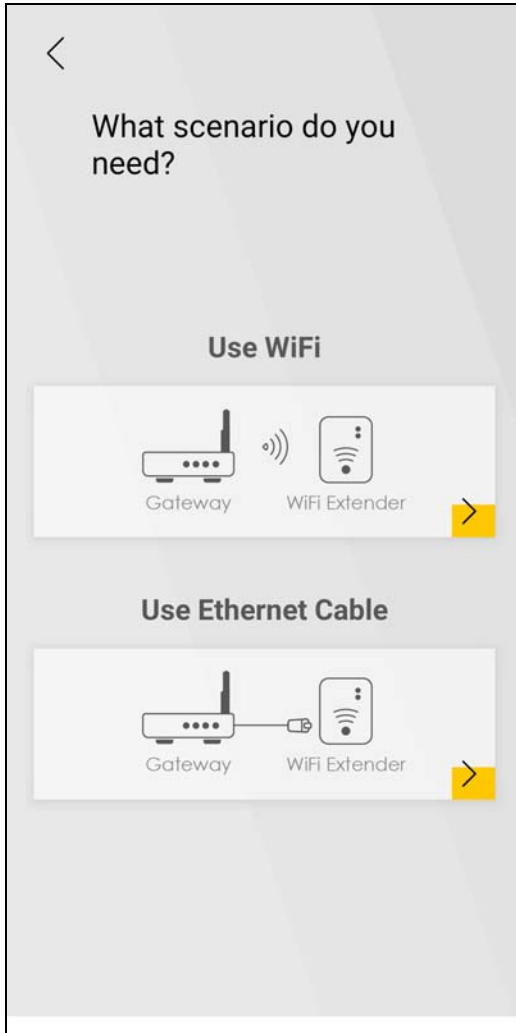 What scenario do you
need?
Use WiFi
Gateway WiFi Extender
Use Ethernet Cable
Gateway WiFi Extender